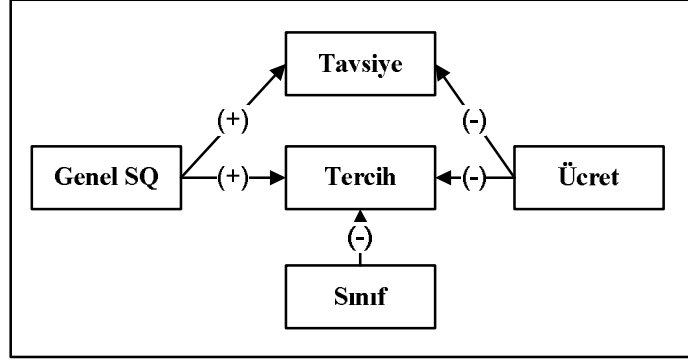 Tavsiye
(+)
(-)
Genel SQ
(+)
Tercih
(-)
Ücret
(-)
Sınıf